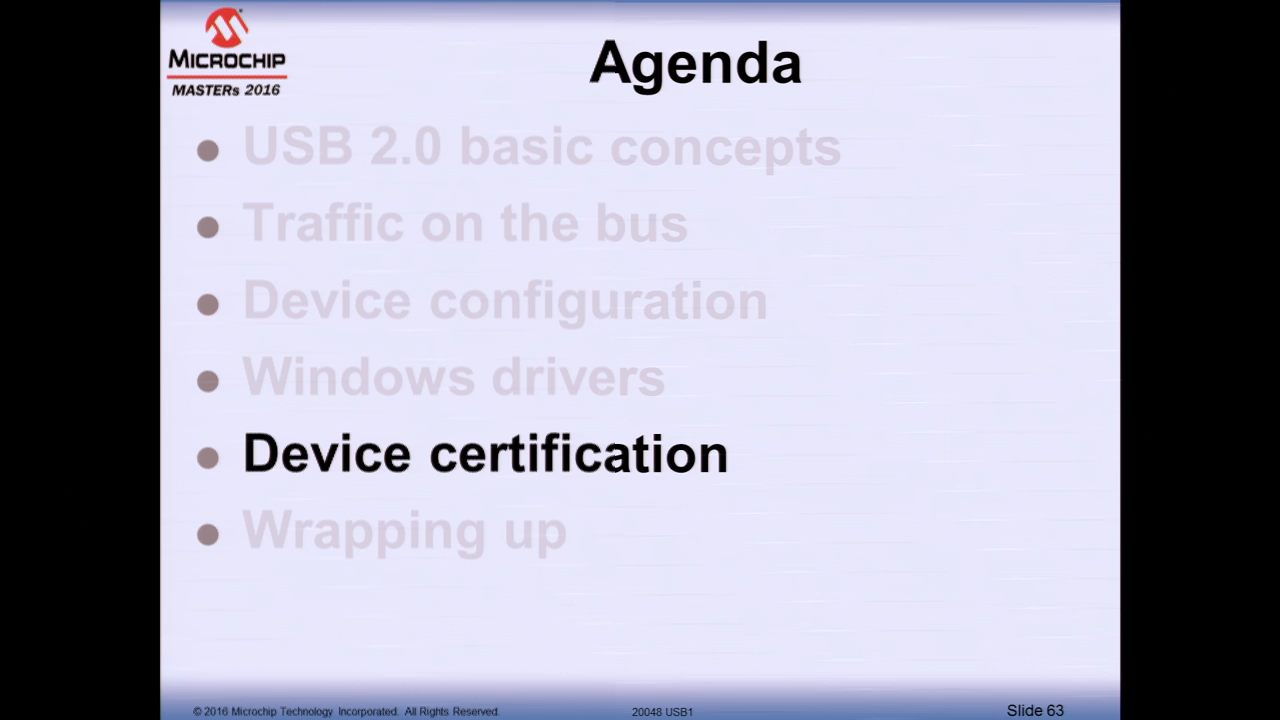 MICROCHIP
MASTERs 2016
Agenda
USB 2.0 basic concepts
Traffic on the bus
Device configuration
Windows drivers
Device certification
Wrapping up
© 2016 Microchip Technology Incorporated. All Rights Reserved.
20048 USB1
Slide 63